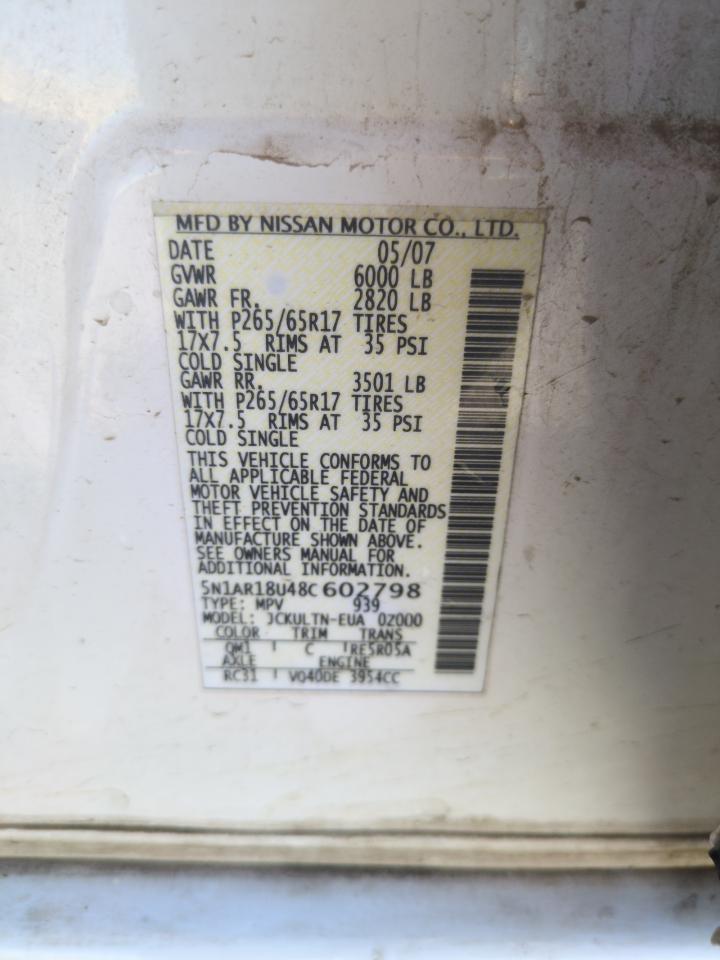 MFD BY NISSAN MOTOR CO., LTD.
DATE 05/07
GVWR 6000 LB
GAWR FR. 2820 LB
WITH P265/65R17 TIRES
17X7.5 RIMS AT 35 PSI
COLD SINGLE
GAWR RR. 3501 LB
WITH P265/65R17 TIRES
17X7.5 RIMS AT 35 PSI
COLD SINGLE
THIS VEHICLE CONFORMS TO
ALL APPLICABLE FEDERAL
MOTOR VEHICLE SAFETY AND
THEFT PREVENTION STANDARDS
IN EFFECT ON THE DATE OF
MANUFACTURE SHOWN ABOVE.
SEE OWNERS MANUAL FOR
ADDITIONAL INFORMATION.
5N1AR18U48C602798
TYPE: MPV 939
MODEL: JCKULTN-EUA 0Z000
COLOR TRIM TRANS
QM1 C RE5R05A
AXLE ENGINE
RC31 VQ40DE 3954CC